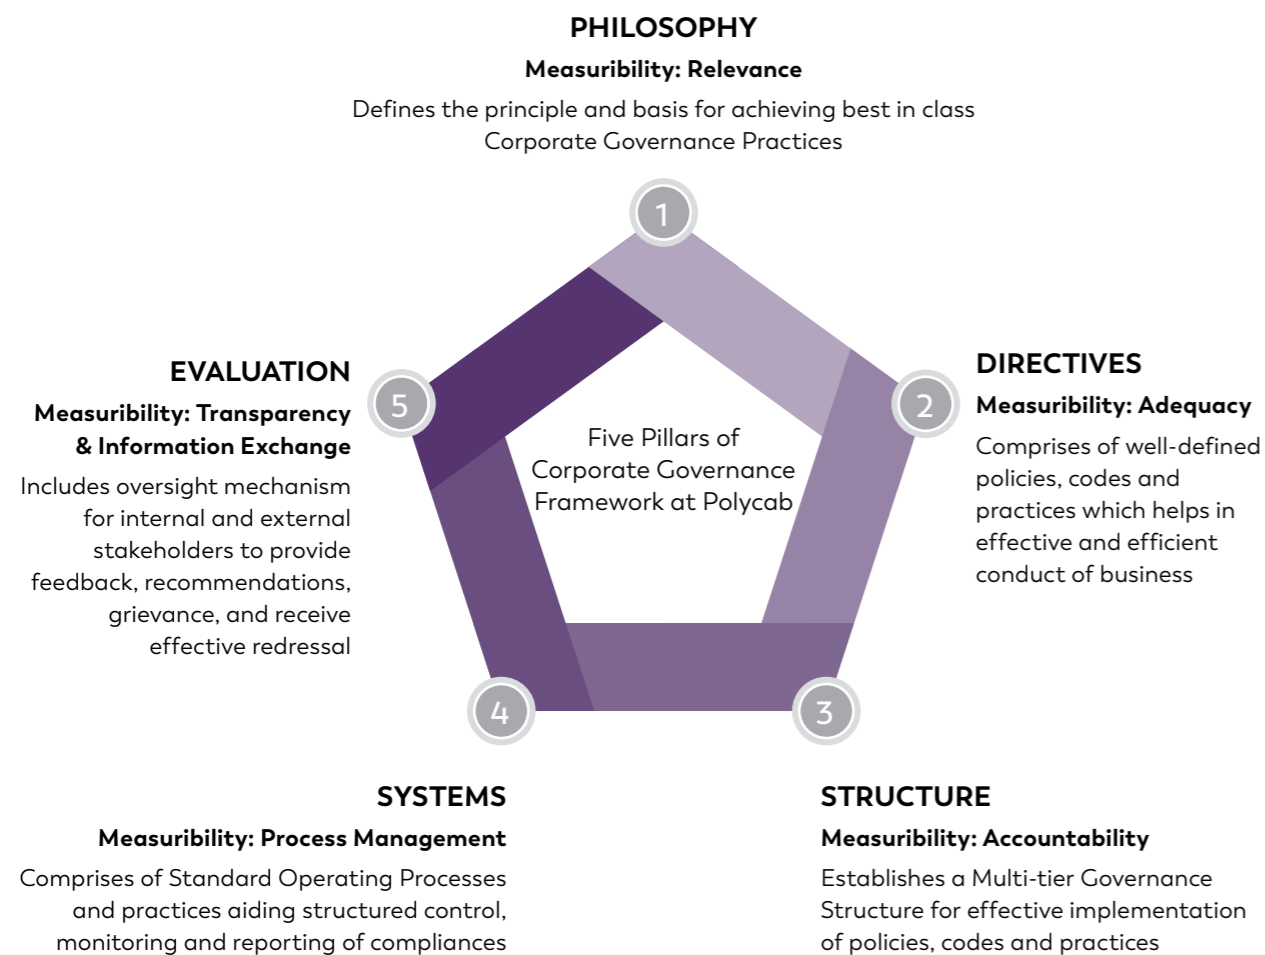 PHILOSOPHY
Measuribility: Relevance
Defines the principle and basis for achieving best in class
Corporate Governance Practices
1
DIRECTIVES
Measuribility: Adequacy
Comprises of well-defined
policies, codes and
practices which helps in
effective and efficient
conduct of business
2
STRUCTURE
Measuribility: Accountability
Establishes a Multi-tier Governance
Structure for effective implementation
of policies, codes and practices
3
SYSTEMS
Measuribility: Process Management
Comprises of Standard Operating Processes
and practices aiding structured control,
monitoring and reporting of compliances
4
EVALUATION
Measuribility: Transparency
& Information Exchange
Includes oversight mechanism
for internal and external
stakeholders to provide
feedback, recommendations,
grievance, and receive
effective redressal
5
Five Pillars of
Corporate Governance
Framework at Polycab